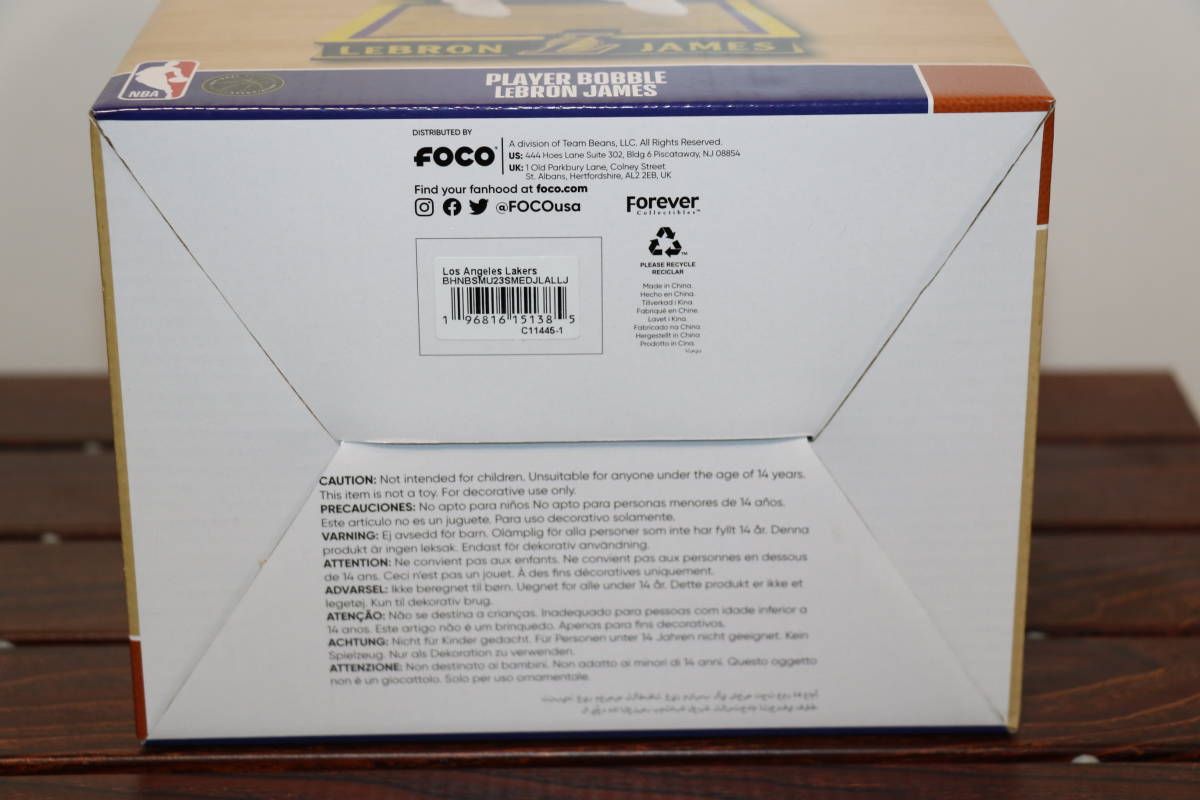 LEBRON JAMES
NBA
PLAYER BOBBLE
LeBRON JAMES
DISTRIBUTED BY
FOCO
A division of Team Beans, LLC. All Rights Reserved.
US: 444 Hoes Lane Suite 302, Bldg 6 Piscataway, NJ 08854
UK: 1 Old Parkbury Lane, Colney Street
St. Albans, Hertfordshire, AL2 2EB, UK
Find your fanhood at foco.com
@FOCOusa
Forever
Collectibles™
PLEASE RECYCLE
RECICLAR
Los Angeles Lakers
BHNBSMU23SMEDJLALLJ
1 96816 15138 5
C11445-1
Made in China.
Hecho en China.
Tillverkad i Kina.
Fabriqué en Chine.
Lavet i Kina.
Fabricado na China.
Hergestellt in China
Prodotto in Cina.
CAUTION: Not intended for children. Unsuitable for anyone under the age of 14 years.
This item is not a toy. For decorative use only.
PRECAUCIONES: No apto para niños No apto para personas menores de 14 años.
Este artículo no es un juguete. Para uso decorativo solamente.
VARNING: Ej avsedd för barn. Olämplig för alla personer som inte har fyllt 14 år. Denna
produkt är ingen leksak. Endast för dekorativ användning.
ATTENTION: Ne convient pas aux enfants. Ne convient pas aux personnes en dessous
de 14 ans. Ceci n'est pas un jouet. À des fins décoratives uniquement.
ADVARSEL: Ikke beregnet til børn. Uegnet for alle under 14 år. Dette produkt er ikke et
legetøj. Kun til dekorativ brug.
ATENÇÃO: Não se destina a crianças. Inadequado para pessoas com idade inferior a
14 anos. Este artigo não é um brinquedo. Apenas para fins decorativos.
ACHTUNG: Nicht für Kinder gedacht. Für Personen unter 14 Jahren nicht geeignet. Kein
Spielzeug. Nur als Dekoration zu verwenden.
ATTENZIONE: Non destinato ai bambini. Non adatto ai minori di 14 anni. Questo oggetto
non è un giocattolo. Solo per uso ornamentale.